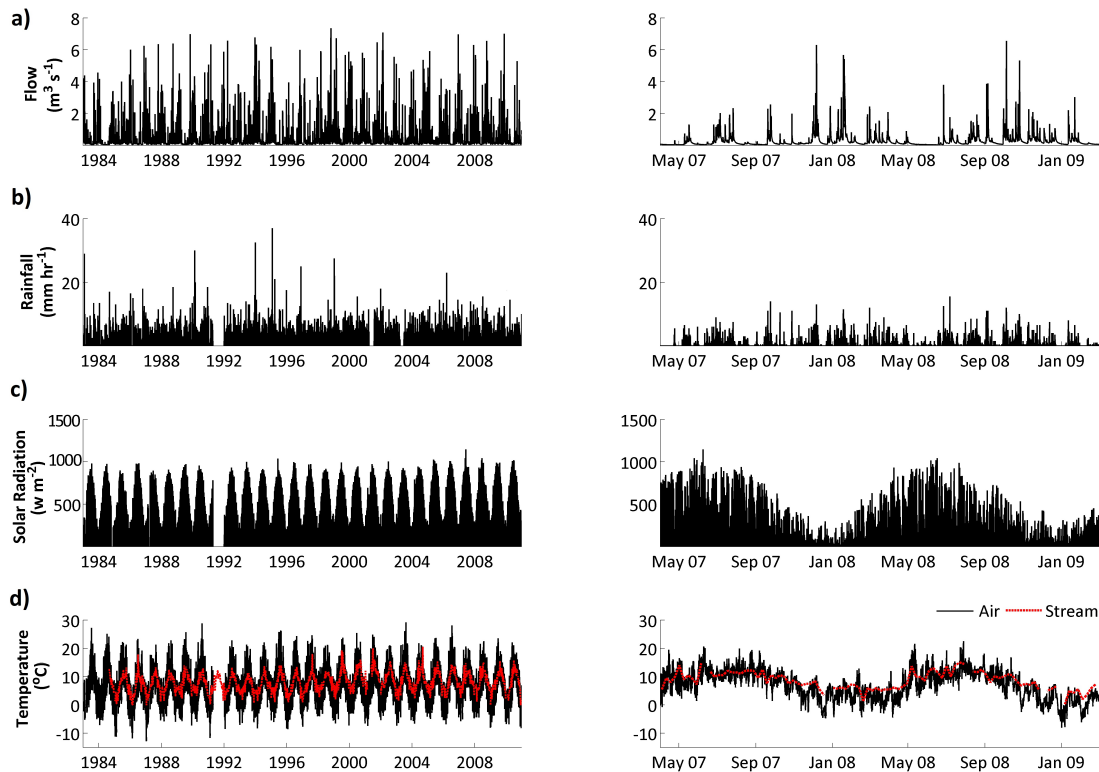 a)
Flow
(m³ s⁻¹)
8
6
4
2
1984 1988 1992 1996 2000 2004 2008
8
6
4
2
May 07 Sep 07 Jan 08 May 08 Sep 08 Jan 09
b)
Rainfall
(mm hr⁻¹)
40
20
1984 1988 1992 1996 2000 2004 2008
40
20
May 07 Sep 07 Jan 08 May 08 Sep 08 Jan 09
c)
Solar Radiation
(w m⁻²)
1500
1000
500
1984 1988 1992 1996 2000 2004 2008
1500
1000
500
May 07 Sep 07 Jan 08 May 08 Sep 08 Jan 09
d)
Temperature
(°C)
30
20
10
0
-10
1984 1988 1992 1996 2000 2004 2008
Air Stream
30
20
10
0
-10
May 07 Sep 07 Jan 08 May 08 Sep 08 Jan 09